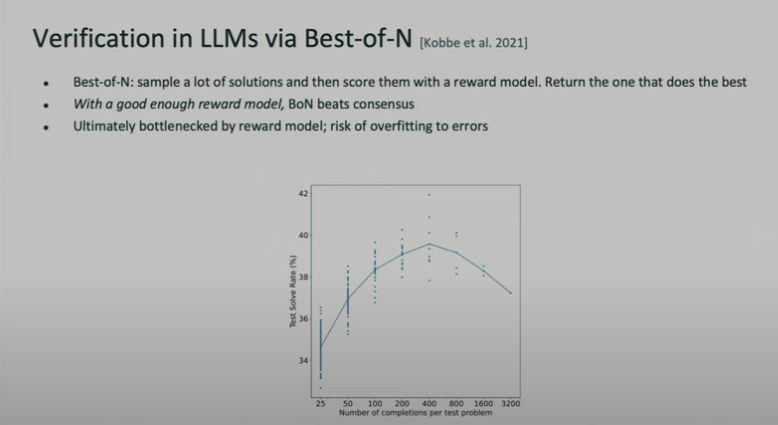 Verification in LLMs via Best-of-N [Kobbe et al. 2021]
• Best-of-N: sample a lot of solutions and then score them with a reward model. Return the one that does the best
• With a good enough reward model, BoN beats consensus
• Ultimately bottlenecked by reward model; risk of overfitting to errors
42
40
38
36
34
Test Solve Rate (%)
25 50 100 200 400 800 1600 3200
Number of completions per test problem